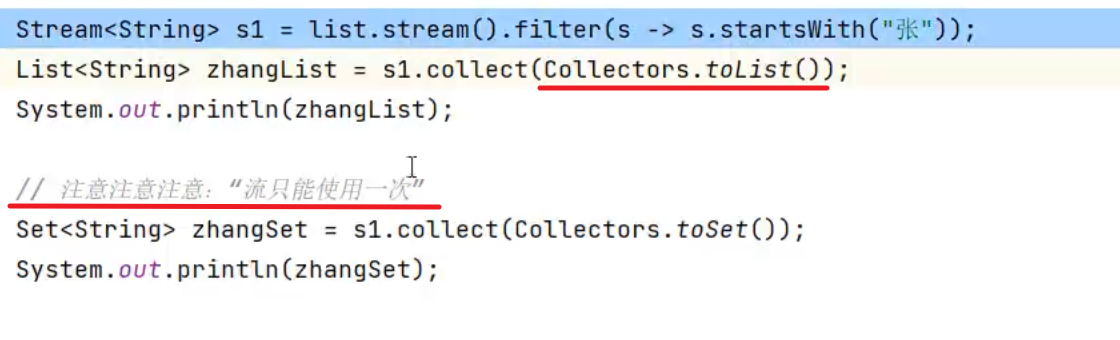 Stream<String> s1 = list.stream().filter(s -> s.startsWith("张"));
List<String> zhangList = s1.collect(Collectors.toList());
System.out.println(zhangList);
// 注意注意注意：“流只能使用一次”
Set<String> zhangSet = s1.collect(Collectors.toSet());
System.out.println(zhangSet);